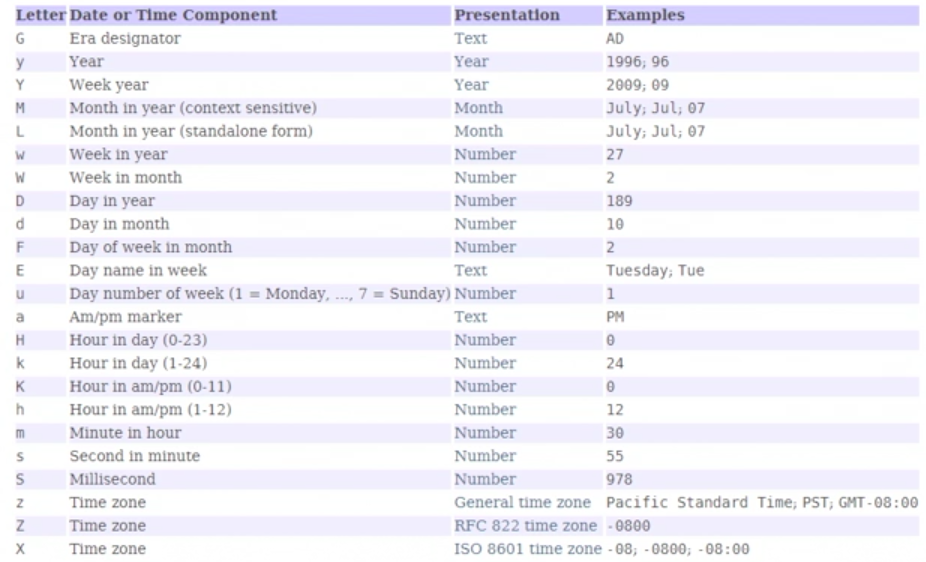 Letter Date or Time Component Presentation Examples
G Era designator Text AD
y Year Year 1996; 96
Y Week year Year 2009; 09
M Month in year (context sensitive) Month July; Jul; 07
L Month in year (standalone form) Month July; Jul; 07
w Week in year Number 27
W Week in month Number 2
D Day in year Number 189
d Day in month Number 10
F Day of week in month Number 2
E Day name in week Text Tuesday; Tue
u Day number of week (1 = Monday, ..., 7 = Sunday) Number 1
a Am/pm marker Text PM
H Hour in day (0-23) Number 0
k Hour in day (1-24) Number 24
K Hour in am/pm (0-11) Number 0
h Hour in am/pm (1-12) Number 12
m Minute in hour Number 30
s Second in minute Number 55
S Millisecond Number 978
z Time zone General time zone Pacific Standard Time; PST; GMT-08:00
Z Time zone RFC 822 time zone -0800
X Time zone ISO 8601 time zone -08; -0800; -08:00